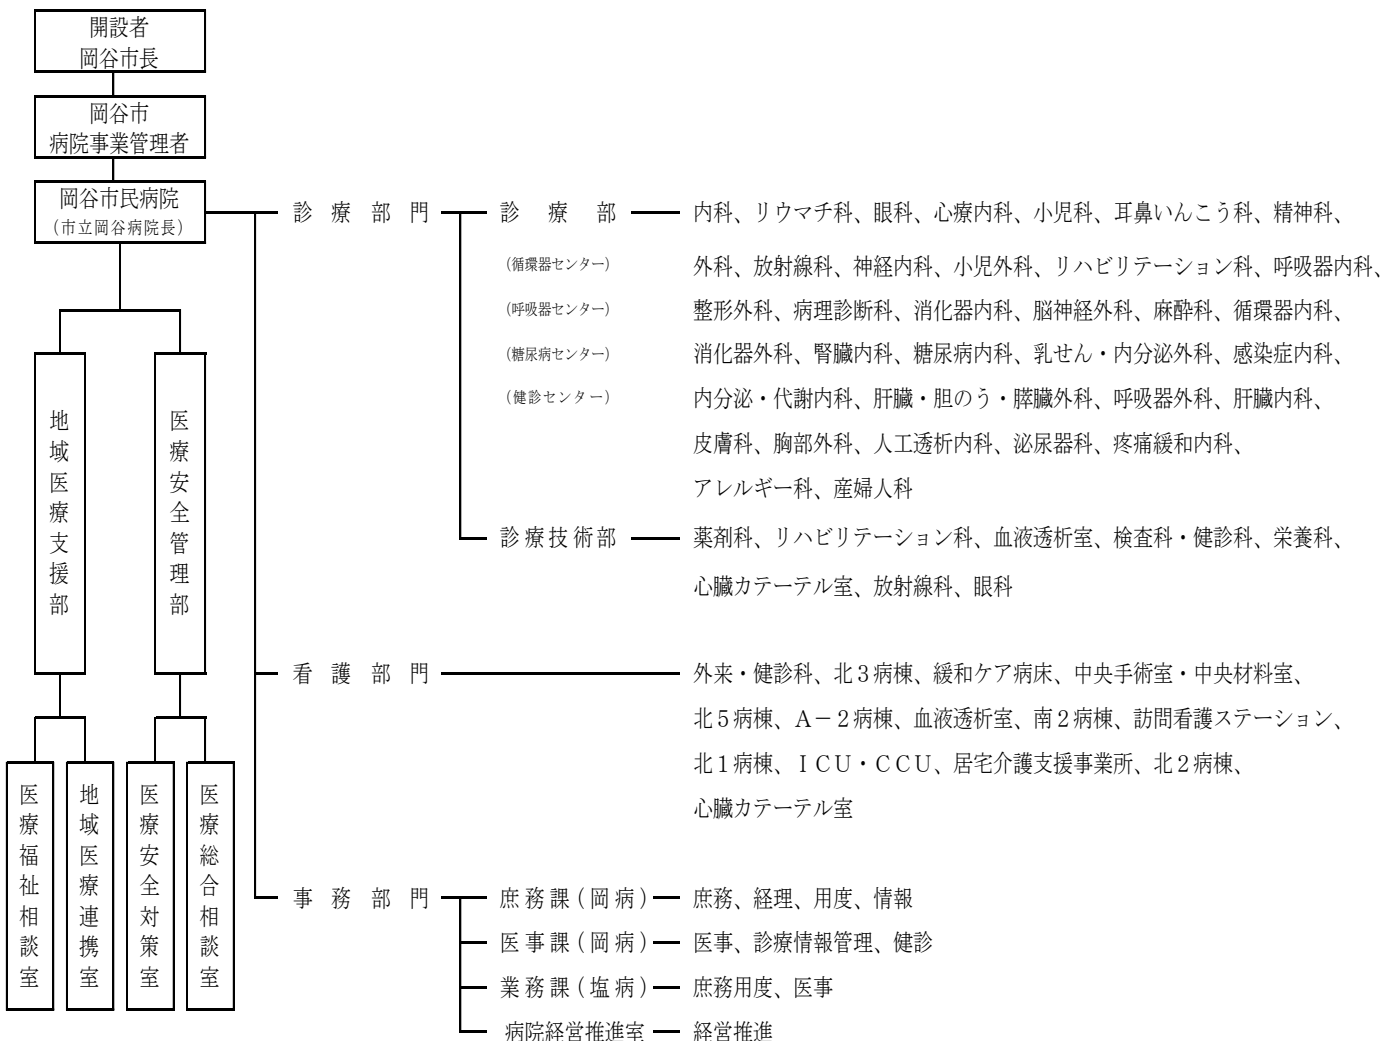 開設者
岡谷市長
岡谷市
病院事業管理者
岡谷市民病院
(市立岡谷病院長)
地域医療支援部
医療安全管理部
医療福祉相談室
地域医療連携室
医療安全対策室
医療総合相談室
診療部門
診療部
(循環器センター)
(呼吸器センター)
(糖尿病センター)
(健診センター)
内科、リウマチ科、眼科、心療内科、小児科、耳鼻いんこう科、精神科、
外科、放射線科、神経内科、小児外科、リハビリテーション科、呼吸器内科、
整形外科、病理診断科、消化器内科、脳神経外科、麻酔科、循環器内科、
消化器外科、腎臓内科、糖尿病内科、乳せん・内分泌外科、感染症内科、
内分泌・代謝内科、肝臓・胆のう・膵臓外科、呼吸器外科、肝臓内科、
皮膚科、胸部外科、人工透析内科、泌尿器科、疼痛緩和内科、
アレルギー科、産婦人科
診療技術部
薬剤科、リハビリテーション科、血液透析室、検査科・健診科、栄養科、
心臓カテーテル室、放射線科、眼科
看護部門
外来・健診科、北3病棟、緩和ケア病床、中央手術室・中央材料室、
北5病棟、A－2病棟、血液透析室、南2病棟、訪問看護ステーション、
北1病棟、ICU・CCU、居宅介護支援事業所、北2病棟、
心臓カテーテル室
事務部門
庶務課(岡病)
庶務、経理、用度、情報
医事課(岡病)
医事、診療情報管理、健診
業務課(塩病)
庶務用度、医事
病院経営推進室
経営推進